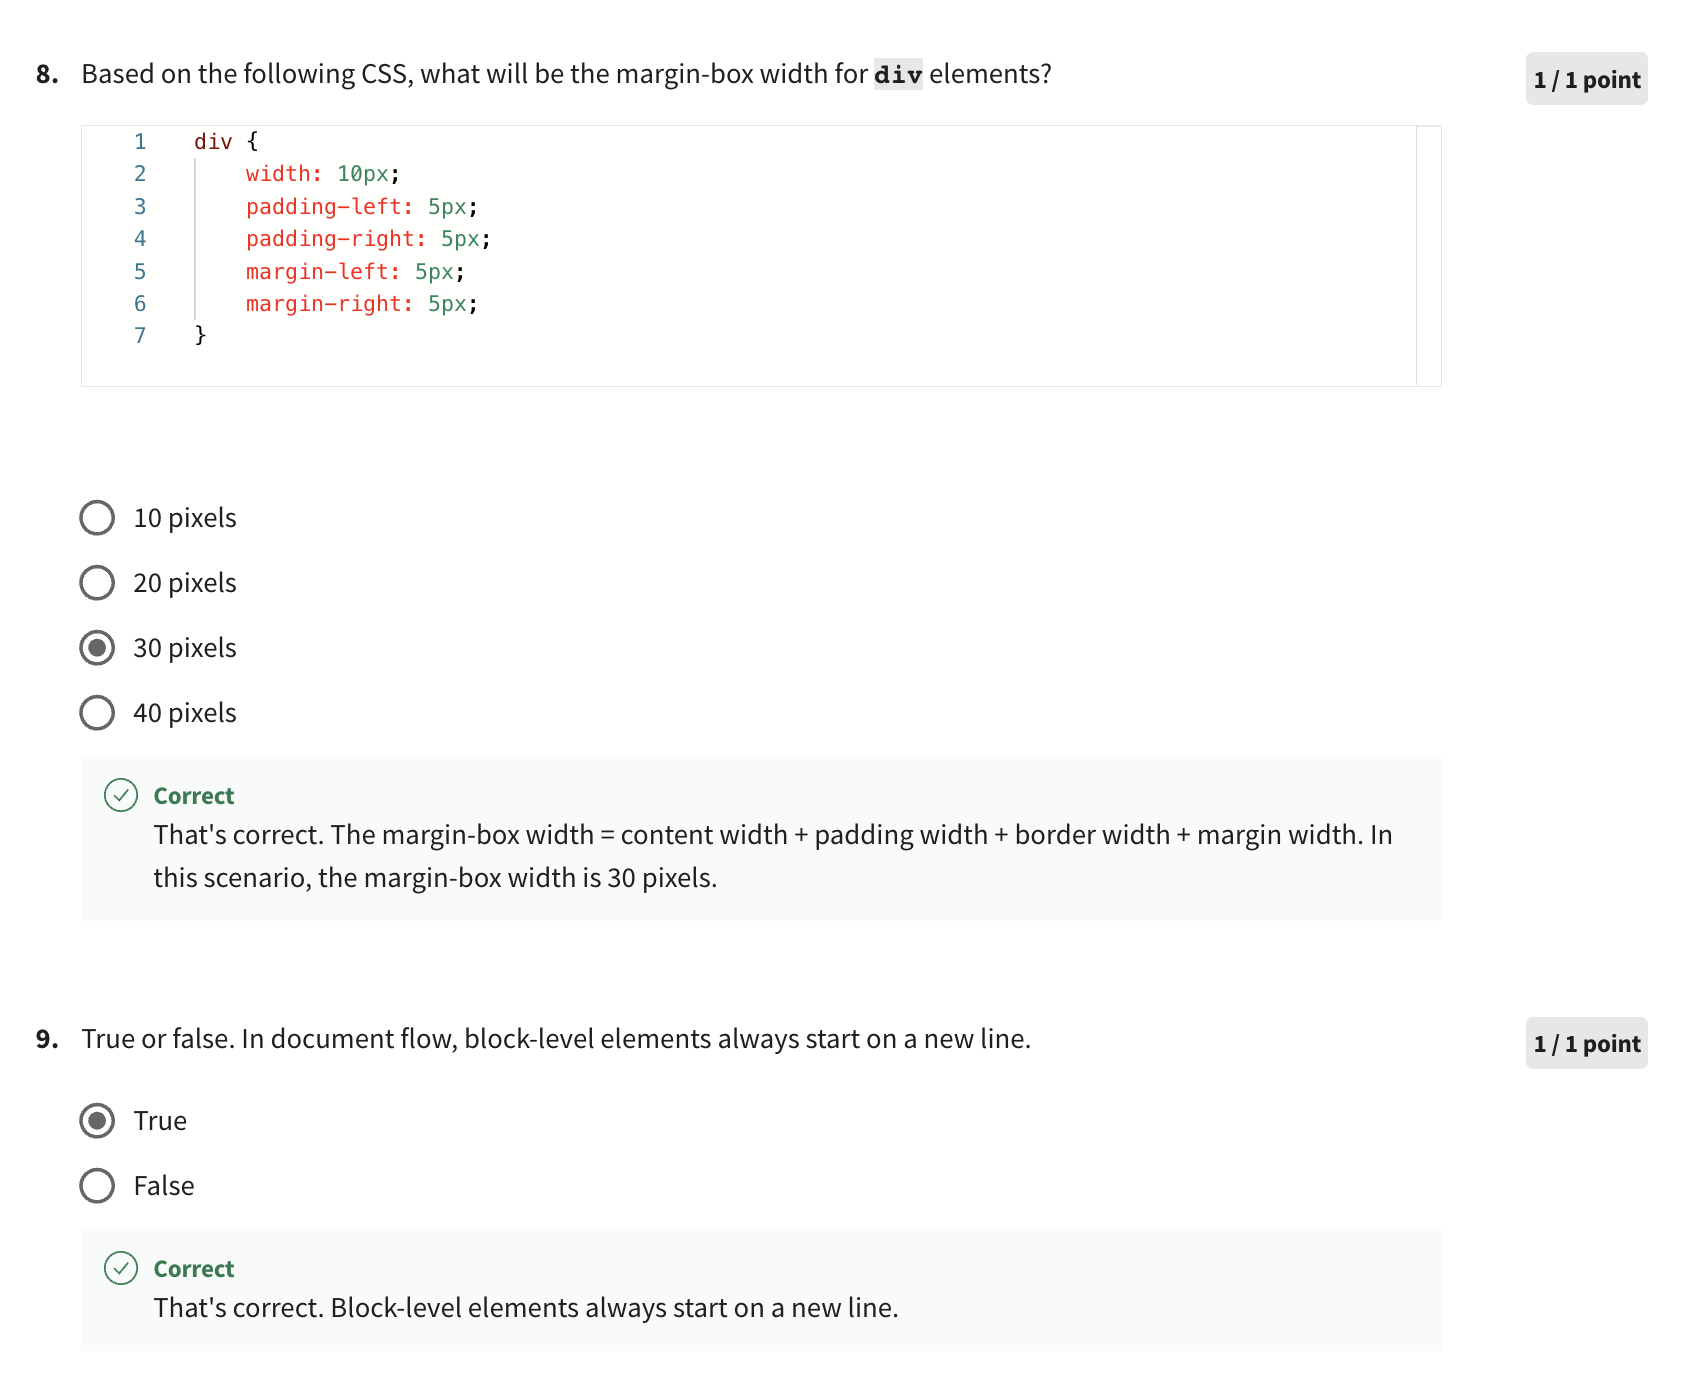 8. Based on the following CSS, what will be the margin-box width for div elements?
1 / 1 point
1 div {
2 width: 10px;
3 padding-left: 5px;
4 padding-right: 5px;
5 margin-left: 5px;
6 margin-right: 5px;
7 }
10 pixels
20 pixels
30 pixels
40 pixels
Correct
That's correct. The margin-box width = content width + padding width + border width + margin width. In
this scenario, the margin-box width is 30 pixels.
9. True or false. In document flow, block-level elements always start on a new line.
1 / 1 point
True
False
Correct
That's correct. Block-level elements always start on a new line.